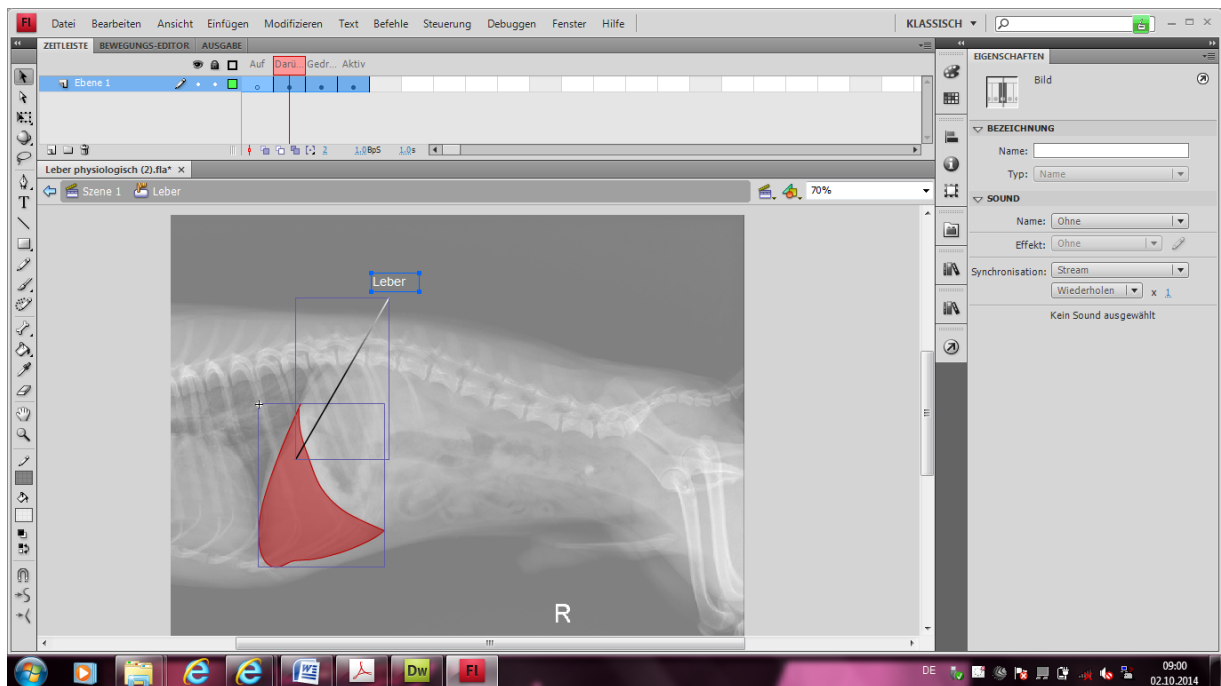 Fl Datei Bearbeiten Ansicht Einfügen Modifizieren Text Befehle Steuerung Debuggen Fenster Hilfe KLASSISCH
ZEITLEISTE BEWEGUNGS-EDITOR AUSGABE
EIGENSCHAFTEN
Auf Darü... Gedr... Aktiv
Bild
Ebene 1
BEZEICHNUNG
2 1.0BpS 1.0s
Name:
Leber physiologisch (2).fla*
Typ: Name
Szene 1 Leber 70%
SOUND
Name: Ohne
Effekt: Ohne
Synchronisation: Stream
Wiederholen x 1
Kein Sound ausgewählt
Leber
R
Dw Fl DE 09:00
02.10.2014